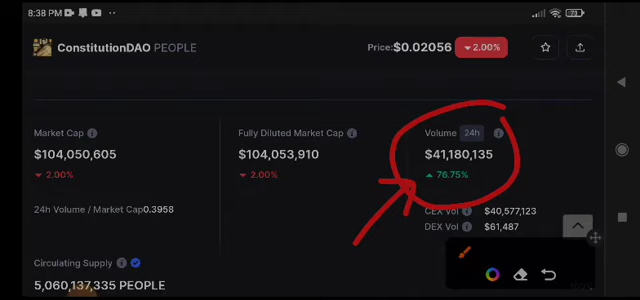 8:38 PM
73
ConstitutionDAO PEOPLE Price:$0.02056 2.00%
Market Cap Fully Diluted Market Cap Volume 24h
$104,050,605 $104,053,910 $41,180,135
2.00% 2.00% 76.75%
24h Volume / Market Cap0.3958 CEX Vol $40,577,123
DEX Vol $61,487
Circulating Supply
5,060,137,335 PEOPLE